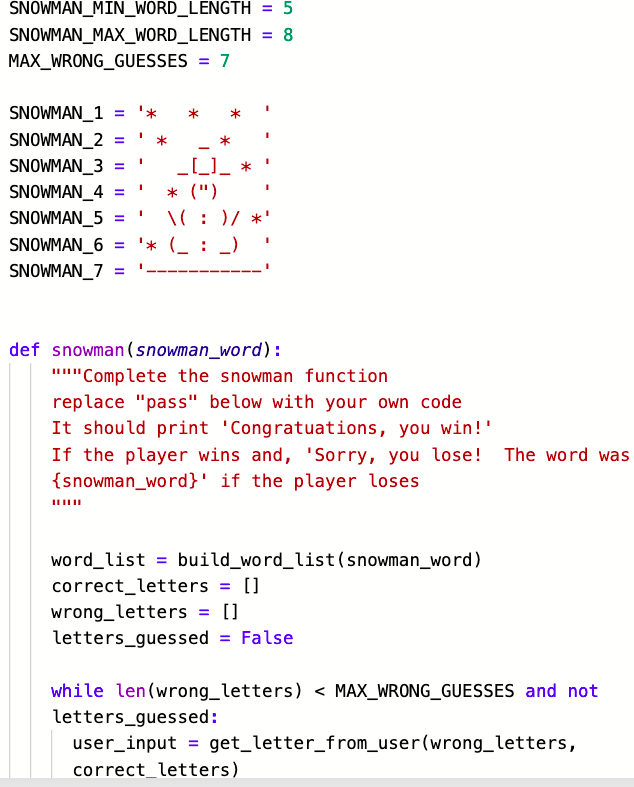 SNOWMAN_MIN_WORD_LENGTH = 5
SNOWMAN_MAX_WORD_LENGTH = 8
MAX_WRONG_GUESSES = 7
SNOWMAN_1 = '*   *   *  '
SNOWMAN_2 = ' *   _ *   '
SNOWMAN_3 = '   _[_]_ * '
SNOWMAN_4 = '  * (")    '
SNOWMAN_5 = '  \( : )/ *'
SNOWMAN_6 = '* (_ : _)  '
SNOWMAN_7 = '-----------'
def snowman(snowman_word):
"""Complete the snowman function
replace "pass" below with your own code
It should print 'Congratuations, you win!'
If the player wins and, 'Sorry, you lose!  The word was
{snowman_word}' if the player loses
"""
word_list = build_word_list(snowman_word)
correct_letters = []
wrong_letters = []
letters_guessed = False
while len(wrong_letters) < MAX_WRONG_GUESSES and not
letters_guessed:
user_input = get_letter_from_user(wrong_letters,
correct_letters)